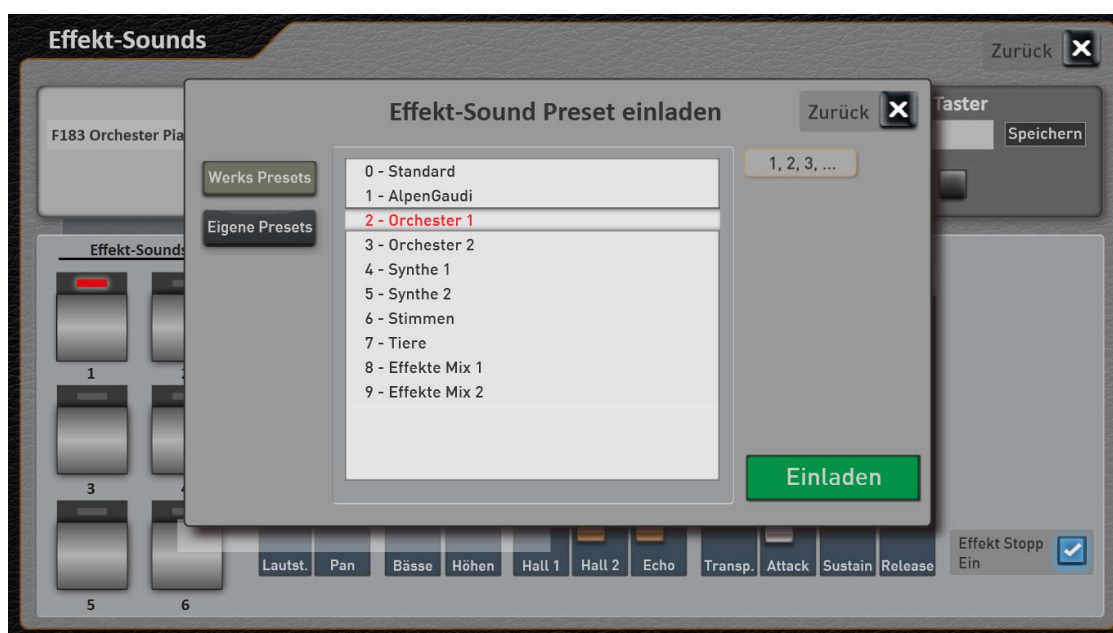 Effekt-Sounds
Zurück
Effekt-Sound Preset einladen
Zurück
Taster
F183 Orchester Pia
Speichern
Werks Presets
Eigene Presets
0 - Standard
1 - AlpenGaudi
2 - Orchester 1
3 - Orchester 2
4 - Synthe 1
5 - Synthe 2
6 - Stimmen
7 - Tiere
8 - Effekte Mix 1
9 - Effekte Mix 2
1, 2, 3, ...
Einladen
Effekt-Sounds
1
3
5
6
Lautst. Pan Bässe Höhen Hall 1 Hall 2 Echo Transp. Attack Sustain Release
Effekt Stopp
Ein